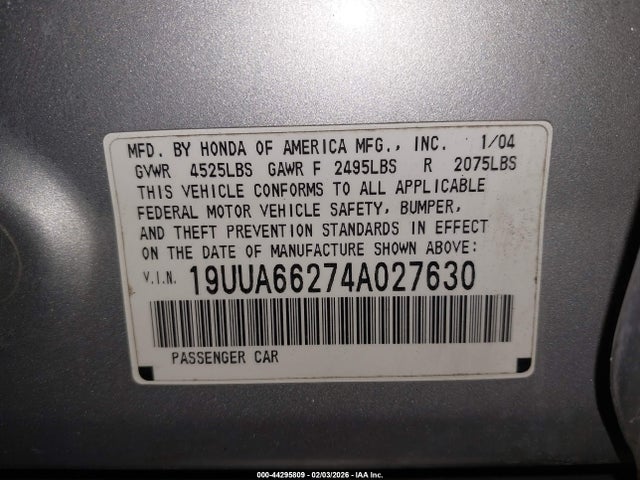 MFD. BY HONDA OF AMERICA MFG., INC. 1/04
GVWR 4525LBS GAWR F 2495LBS R 2075LBS
THIS VEHICLE CONFORMS TO ALL APPLICABLE
FEDERAL MOTOR VEHICLE SAFETY, BUMPER,
AND THEFT PREVENTION STANDARDS IN EFFECT
ON THE DATE OF MANUFACTURE SHOWN ABOVE:
V.I.N. 19UUA66274A027630
PASSENGER CAR
000-44295809 - 02/03/2026 - IAA Inc.